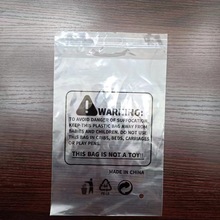 WARNING!
TO AVOID DANGER OF SUFFOCATION,
KEEP THIS PLASTIC BAG AWAY FROM
BABIES AND CHILDREN. DO NOT USE
THIS BAG IN CRIBS, BEDS, CARRIAGES
OR PLAY PENS.
THIS BAG IS NOT A TOY!
MADE IN CHINA